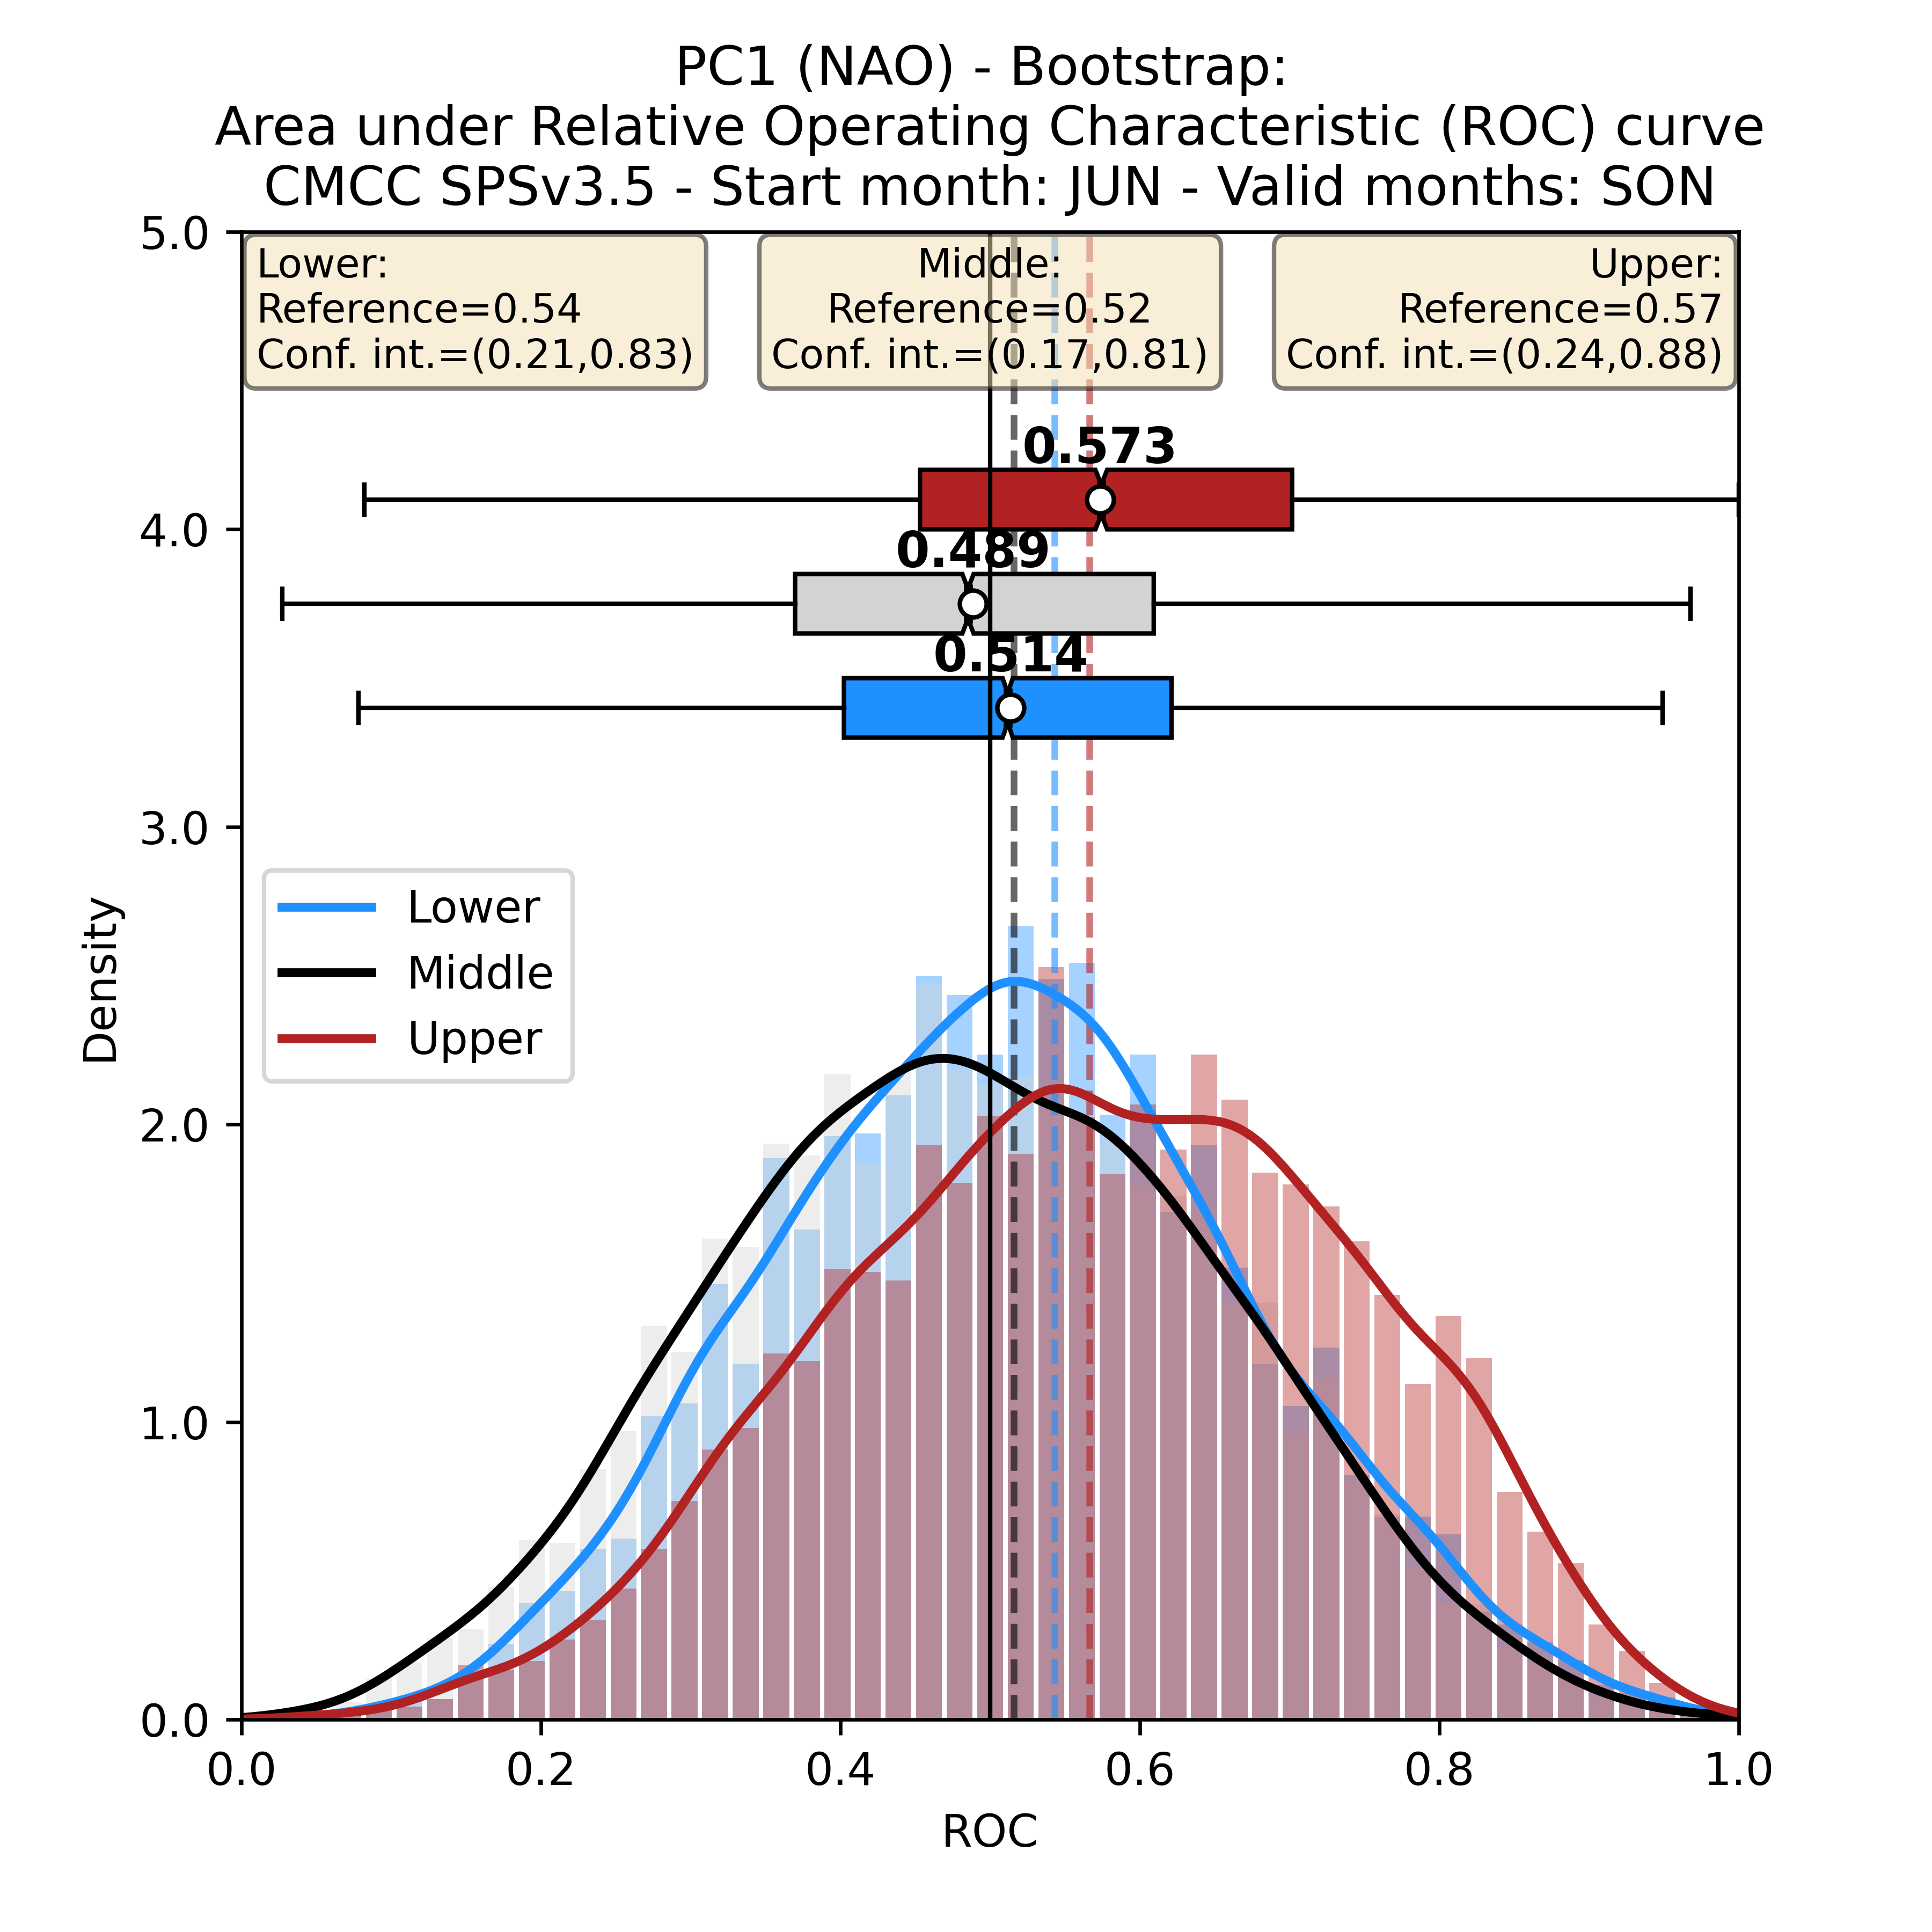 PC1 (NAO) - Bootstrap:
Area under Relative Operating Characteristic (ROC) curve
CMCC SPSv3.5 - Start month: JUN - Valid months: SON
Lower:
Reference=0.54
Conf. int.=(0.21,0.83)
Middle:
Reference=0.52
Conf. int.=(0.17,0.81)
Upper:
Reference=0.57
Conf. int.=(0.24,0.88)
0.573
0.489
0.514
5.0
4.0
3.0
2.0
1.0
0.0
Density
Lower
Middle
Upper
0.0 0.2 0.4 0.6 0.8 1.0
ROC